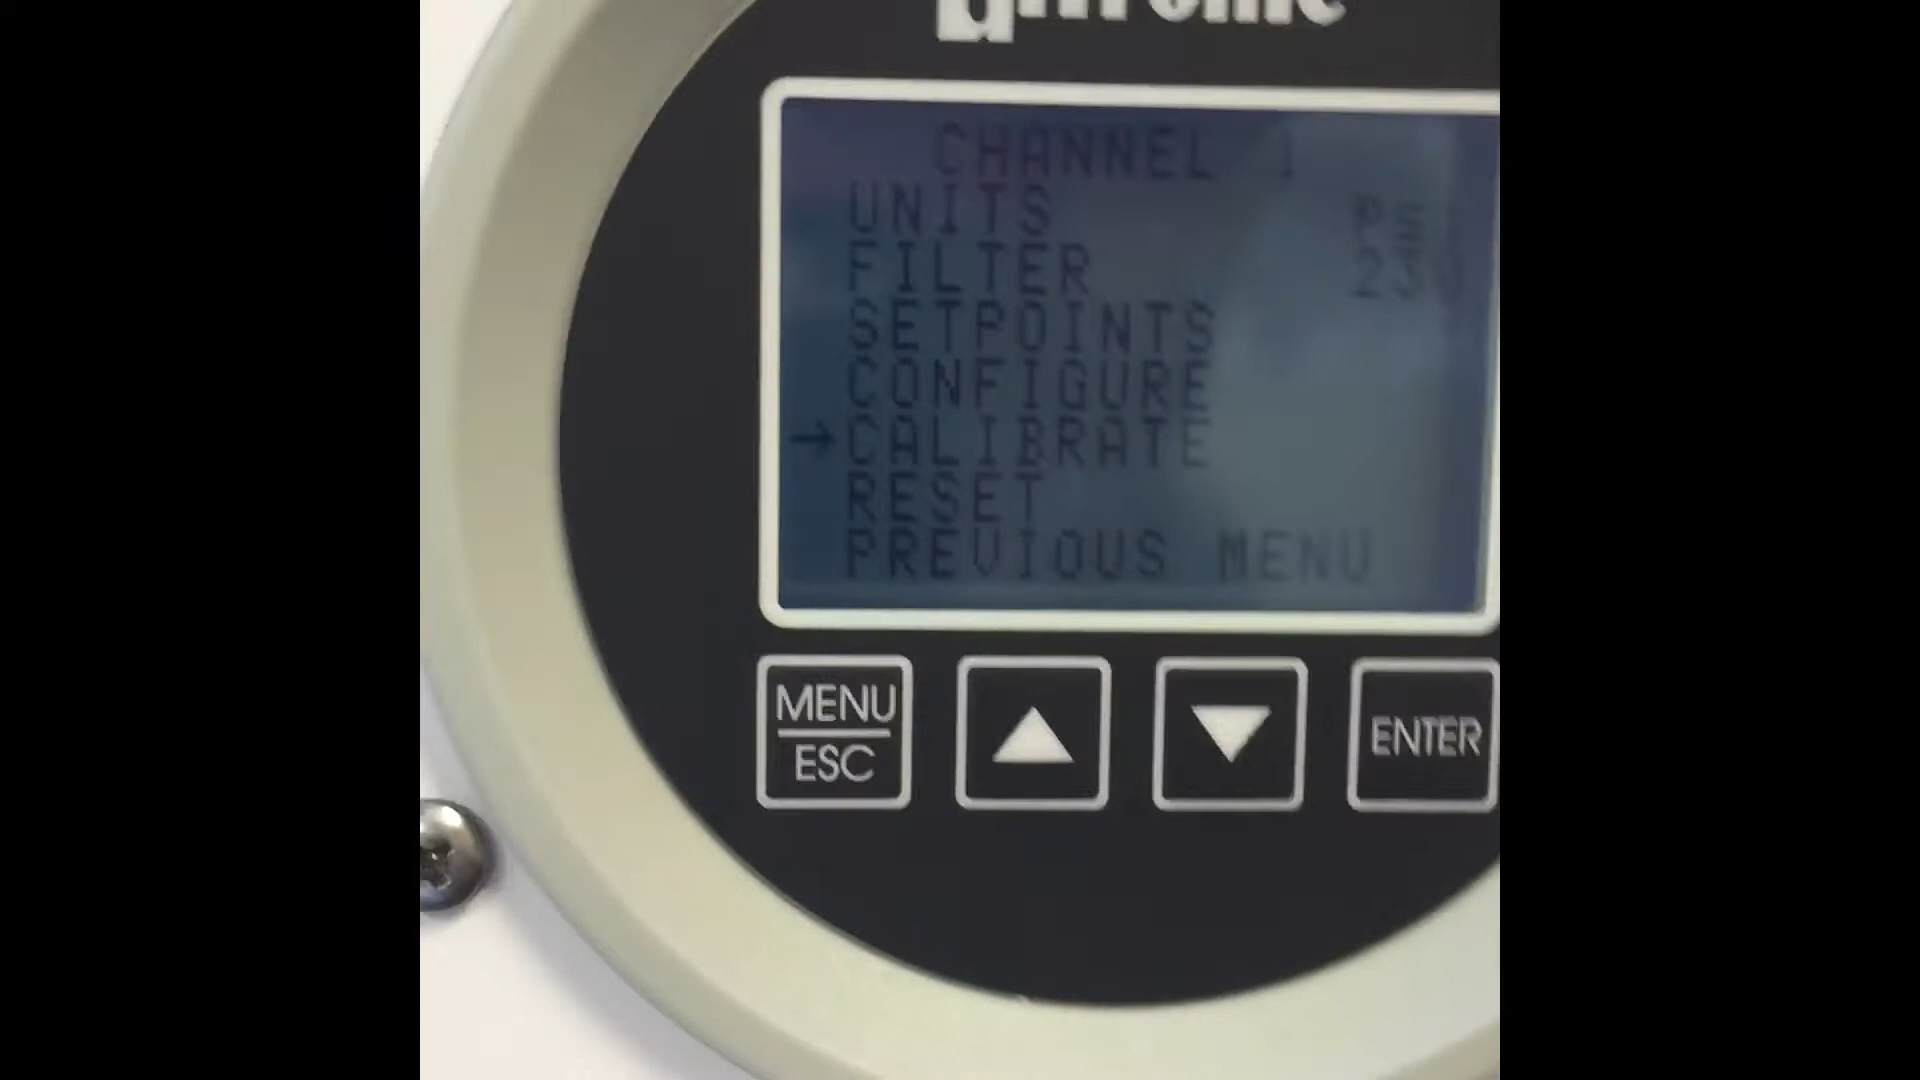 CHANNEL 1
UNITS
FILTER
SETPOINTS
CONFIGURE
→CALIBRATE
RESET
PREVIOUS MENU
MENU
ESC
ENTER